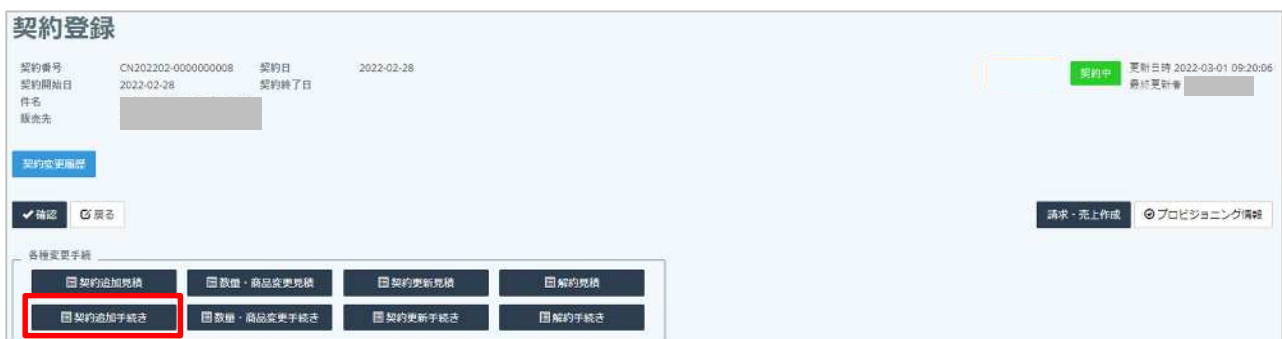 契約登録
契約番号 CN202202-0000000008 契約日 2022-02-28
契約開始日 2022-02-28 契約終了日
件名
販売先
契約中 更新日時 2022-03-01 09:20:06
最終更新者
契約変更履歴
確認 戻る
請求・売上作成 プロビジョニング情報
各種変更手続
契約追加見積 数量・商品変更見積 契約更新見積 解約見積
契約追加手続き 数量・商品変更手続き 契約更新手続き 解約手続き